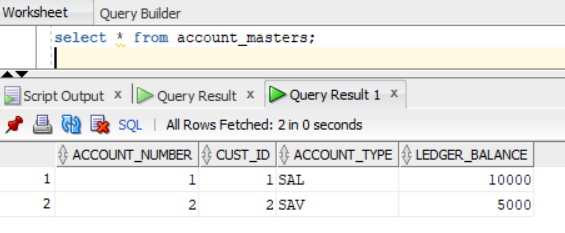 Worksheet Query Builder
select * from account_masters;
Script Output x Query Result x Query Result 1 x
SQL | All Rows Fetched: 2 in 0 seconds
ACCOUNT_NUMBER CUST_ID ACCOUNT_TYPE LEDGER_BALANCE
1 1 1 SAL 10000
2 2 2 SAV 5000